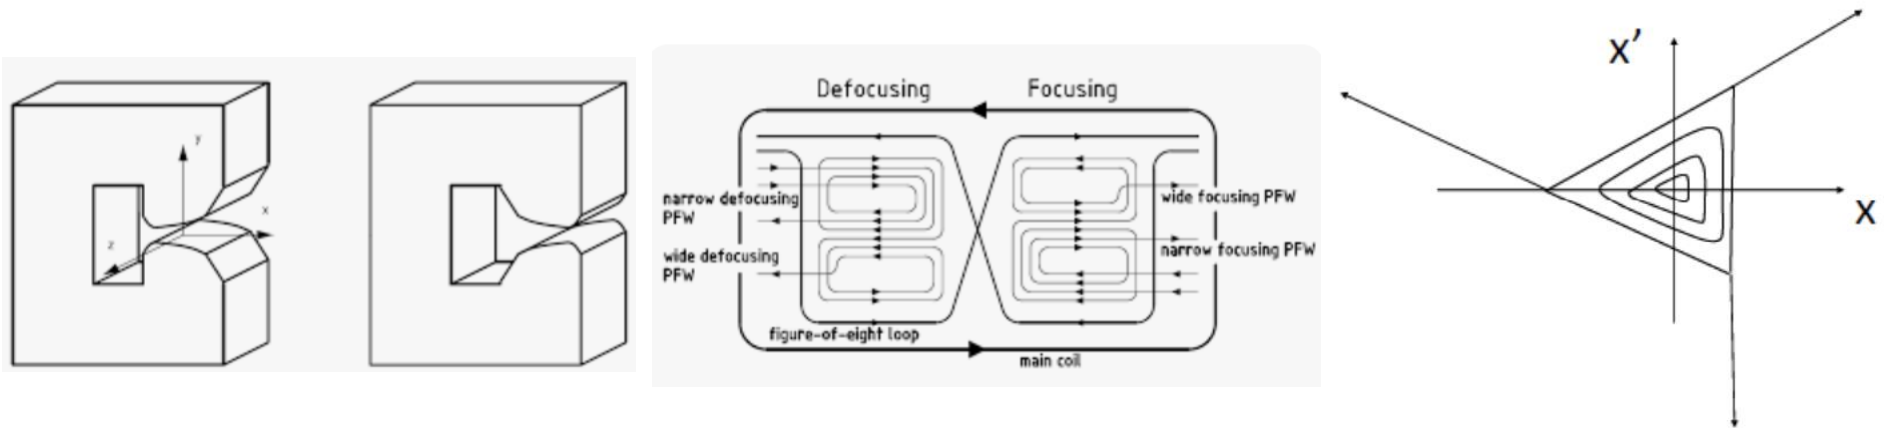 y
x
z
Defocusing
Focusing
narrow defocusing
PFW
wide defocusing
PFW
wide focusing PFW
narrow focusing PFW
figure-of-eight loop
main coil
x'
x